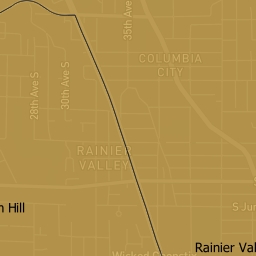 35th Ave S
COLUMBIA
CITY
28th Ave S
30th Ave S
RAINIER
VALLEY
n Hill
S Jun
Rainier Val